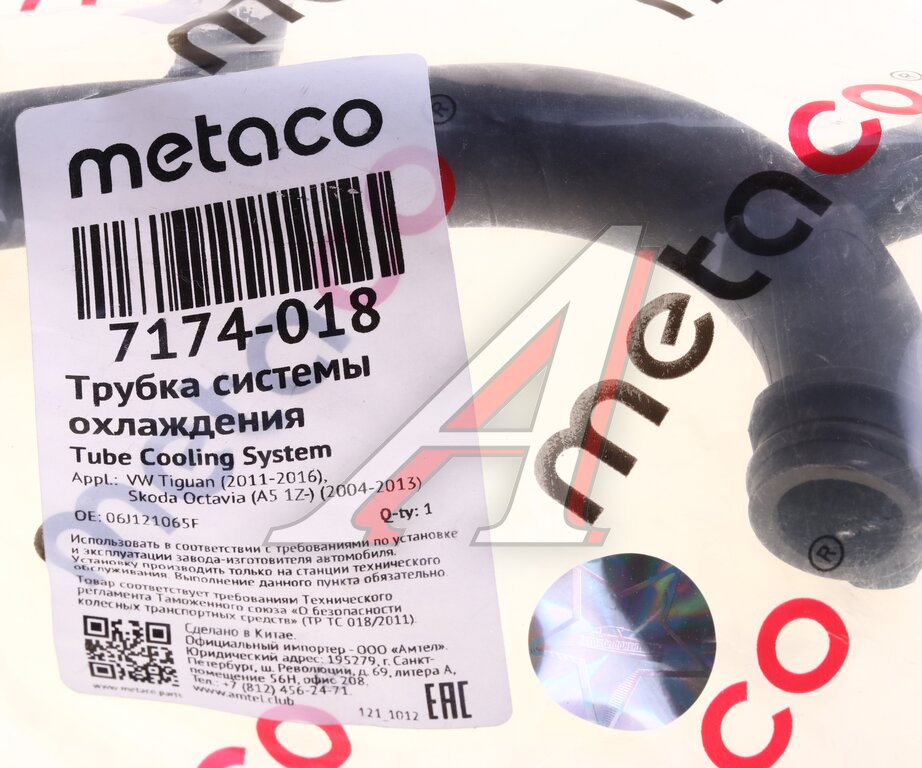 metaco
7174-018
Трубка системы
охлаждения
Tube Cooling System
Appl.: VW Tiguan (2011-2016),
Skoda Octavia (A5 1Z-) (2004-2013)
OE: 06J121065F Q-ty: 1
Использовать в соответствии с требованиями по установке
и эксплуатации завода-изготовителя автомобиля.
Установку производить только на станции технического
обслуживания. Выполнение данного пункта обязательно.
Товар соответствует требованиям Технического
регламента Таможенного союза «О безопасности
колесных транспортных средств» (ТР ТС 018/2011).
Сделано в Китае.
Официальный импортер - ООО «Амтел».
Юридический адрес: 195279, г. Санкт-
Петербург, ш. Революции, д. 69, литера А,
помещение 56Н, офис 208.
Тел.: +7 (812) 456-24-71.
www.amtel.club
www.metaco.parts
121_1012
EAC
metaco ®
metaco ®
metaco